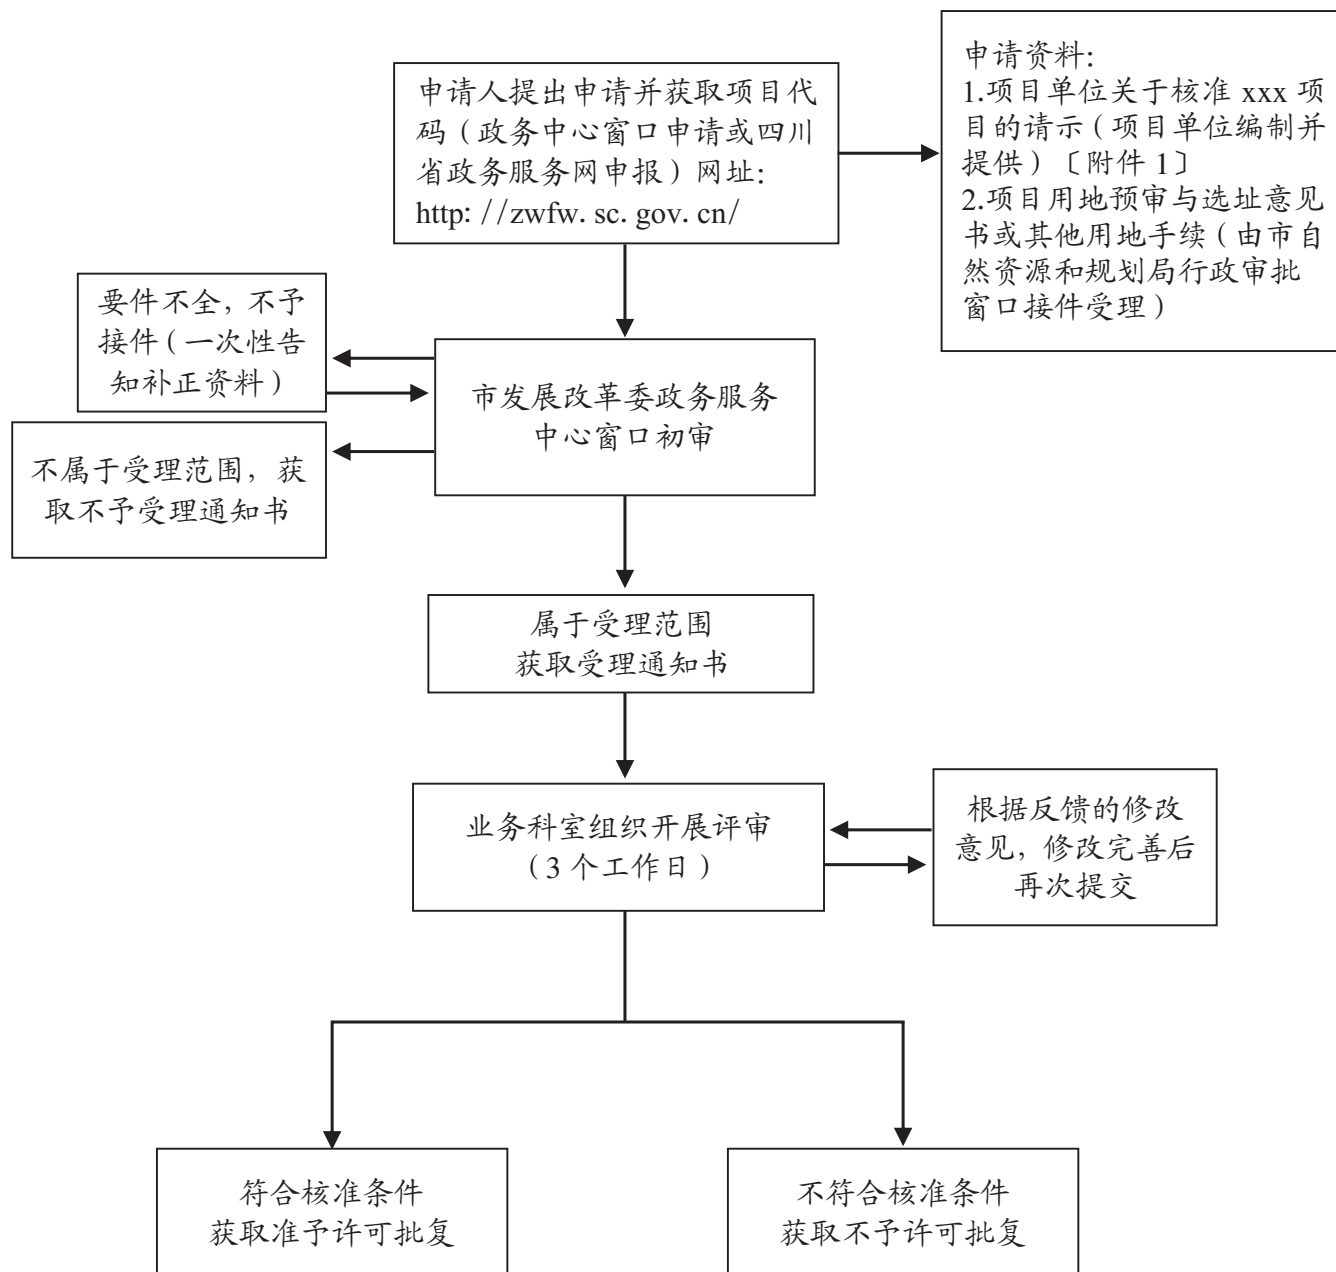 申请人提出申请并获取项目代
码（政务中心窗口申请或四川
省政务服务网申报）网址：
http: //zwfw. sc. gov. cn/
申请资料：
1.项目单位关于核准 xxx 项
目的请示（项目单位编制并
提供）〔附件 1〕
2.项目用地预审与选址意见
书或其他用地手续（由市自
然资源和规划局行政审批
窗口接件受理）
要件不全，不予
接件（一次性告
知补正资料）
市发展改革委政务服务
中心窗口初审
不属于受理范围，获
取不予受理通知书
属于受理范围
获取受理通知书
业务科室组织开展评审
（3 个工作日）
根据反馈的修改
意见，修改完善后
再次提交
符合核准条件
获取准予许可批复
不符合核准条件
获取不予许可批复